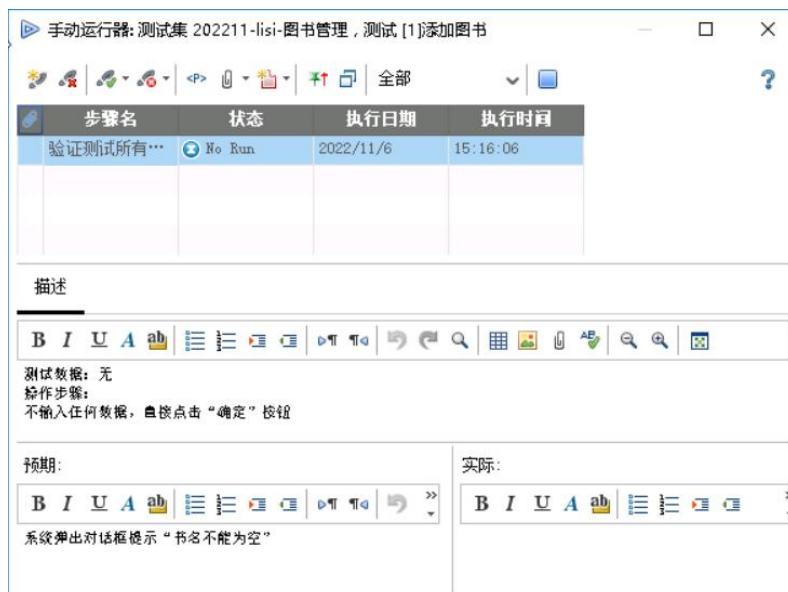 手动运行器: 测试集 202211-lisi-图书管理，测试 [1]添加图书
<P> 全部 ?
步骤名 状态 执行日期 执行时间
验证测试所有… No Run 2022/11/6 15:16:06
描述
B I U A ab
测试数据：无
操作步骤：
不输入任何数据，直接点击“确定”按钮
预期: 实际:
B I U A ab B I U A ab
系统弹出对话框提示“书名不能为空”